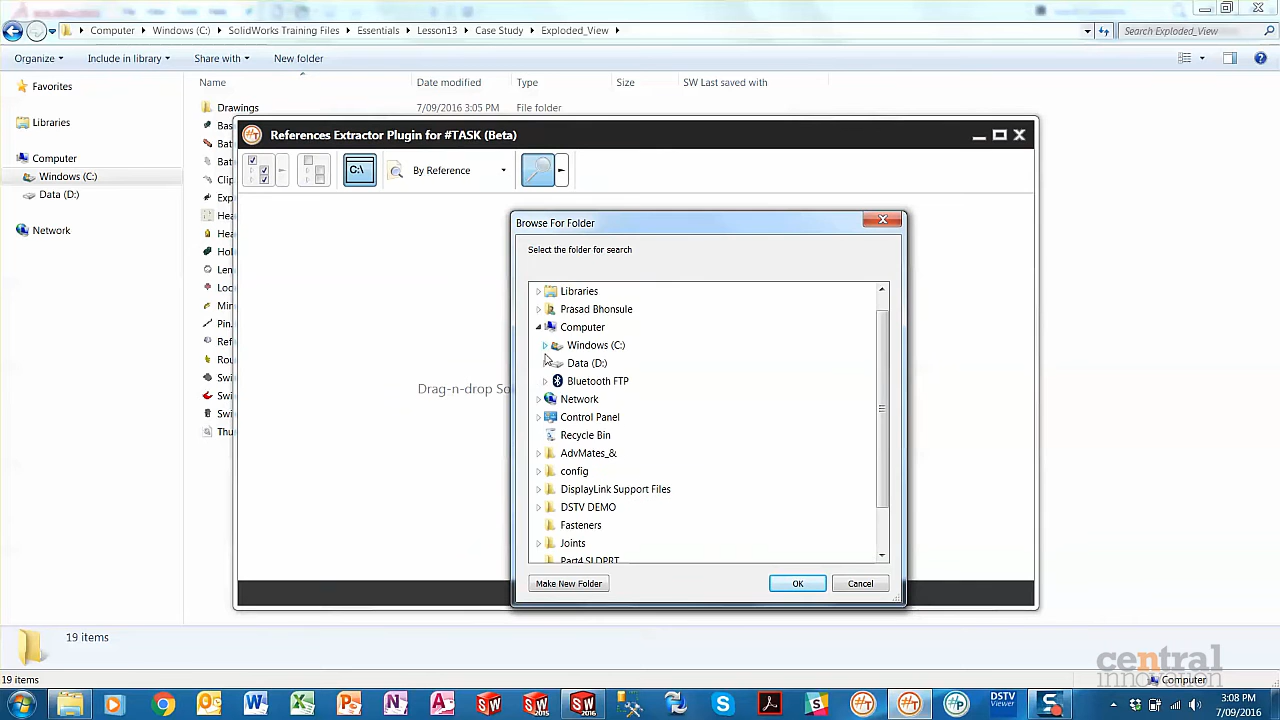 Computer ▸ Windows (C:) ▸ SolidWorks Training Files ▸ Essentials ▸ Lesson13 ▸ Case Study ▸ Exploded_View ▸
Search Exploded_View
Organize Include in library Share with New folder
Favorites
Libraries
Computer
Windows (C:)
Data (D:)
Network
Name Date modified Type Size SW Last saved with
Drawings 7/09/2016 3:05 PM File folder
References Extractor Plugin for #TASK (Beta)
C:\ By Reference
Drag-n-drop So
Browse For Folder
Select the folder for search
Libraries
Prasad Bhonsule
Computer
Windows (C:)
Data (D:)
Bluetooth FTP
Network
Control Panel
Recycle Bin
AdvMates_&
config
DisplayLink Support Files
DSTV DEMO
Fasteners
Joints
Part4.SLDPRT
Make New Folder OK Cancel
19 items
19 items
Computer
central
innovation
DSTV
Viewer
3:08 PM
7/09/2016